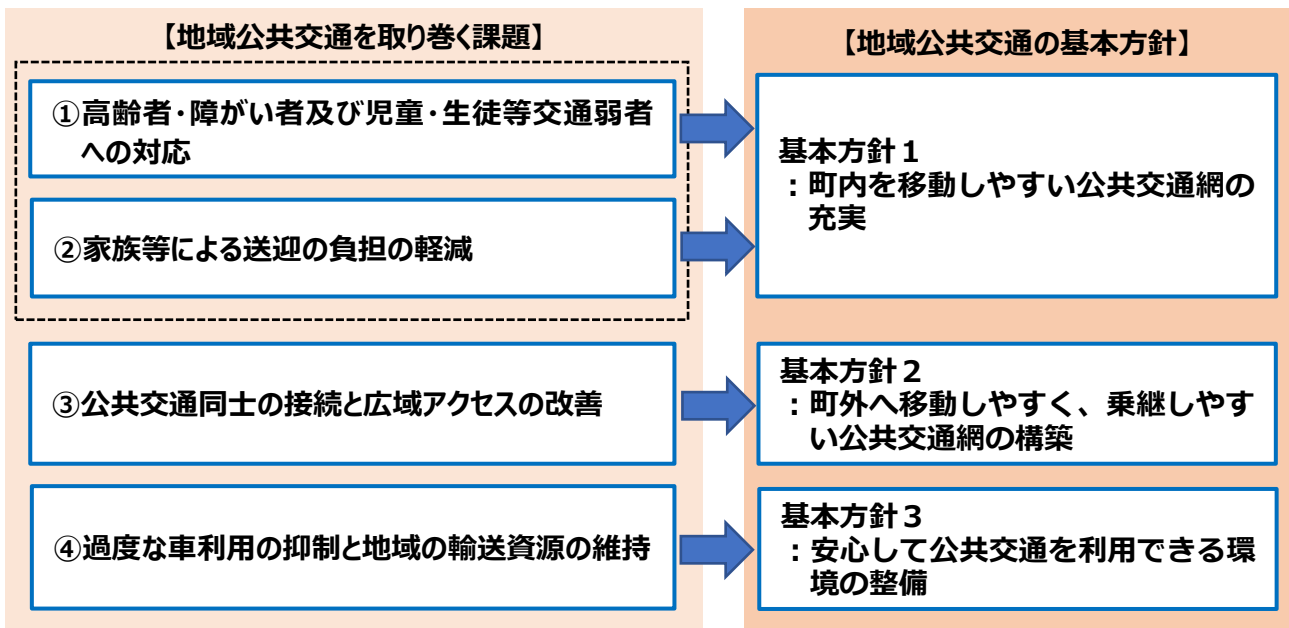 【地域公共交通を取り巻く課題】
①高齢者・障がい者及び児童・生徒等交通弱者
への対応
②家族等による送迎の負担の軽減
③公共交通同士の接続と広域アクセスの改善
④過度な車利用の抑制と地域の輸送資源の維持
【地域公共交通の基本方針】
基本方針１
：町内を移動しやすい公共交通網の
充実
基本方針２
：町外へ移動しやすく、乗継しやす
い公共交通網の構築
基本方針３
：安心して公共交通を利用できる環
境の整備